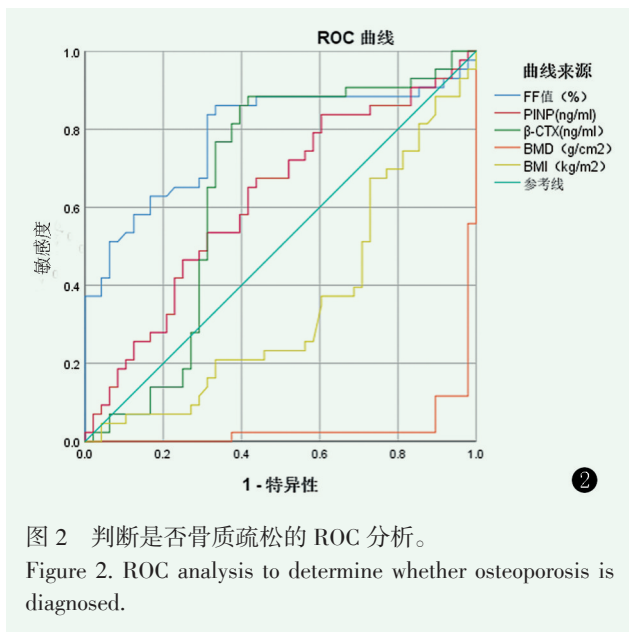 ROC 曲线
曲线来源
FF值（%）
PINP(ng/ml)
β-CTX(ng/ml)
BMD（g/cm2）
BMI（kg/m2）
参考线
敏感度
1.0
0.8
0.6
0.4
0.2
0.0
0.0 0.2 0.4 0.6 0.8 1.0
1 - 特异性
❷
图 2 判断是否骨质疏松的 ROC 分析。
Figure 2. ROC analysis to determine whether osteoporosis is
diagnosed.